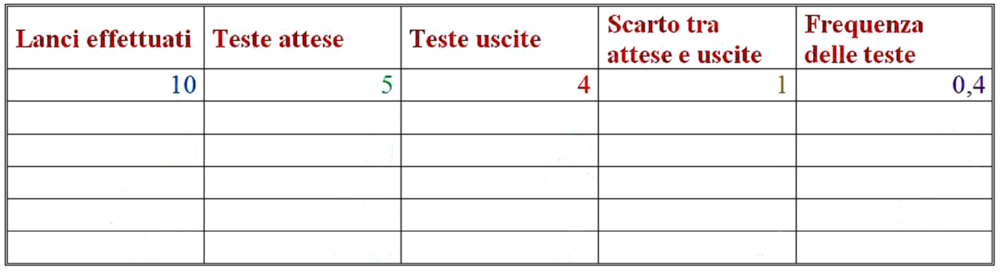 Lanci effettuati
Teste attese
Teste uscite
Scarto tra
attese e uscite
Frequenza
delle teste
10 5 4 1 0,4